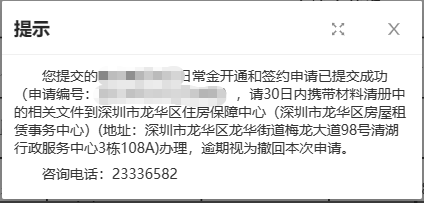 提示
您提交的日常金开通和签约申请已提交成功
（申请编号：，请30日内携带材料清册中
的相关文件到深圳市龙华区住房保障中心（深圳市龙华区房屋租
赁事务中心）（地址：深圳市龙华区龙华街道梅龙大道98号清湖
行政服务中心3栋108A)办理，逾期视为撤回本次申请。
咨询电话：23336582